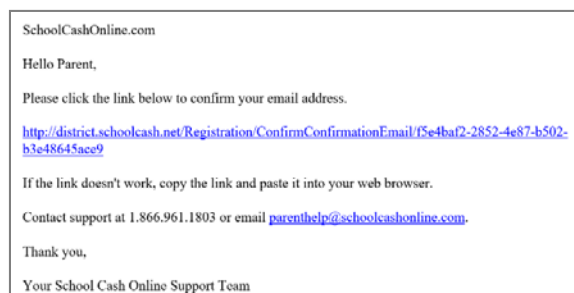 SchoolCashOnline.com
Hello Parent,
Please click the link below to confirm your email address.
http://district.schoolcash.net/Registration/ConfirmConfirmationEmail/f5e4baf2-2852-4e87-b502-
b3e48645ace9
If the link doesn't work, copy the link and paste it into your web browser.
Contact support at 1.866.961.1803 or email parenthelp@schoolcashonline.com.
Thank you,
Your School Cash Online Support Team